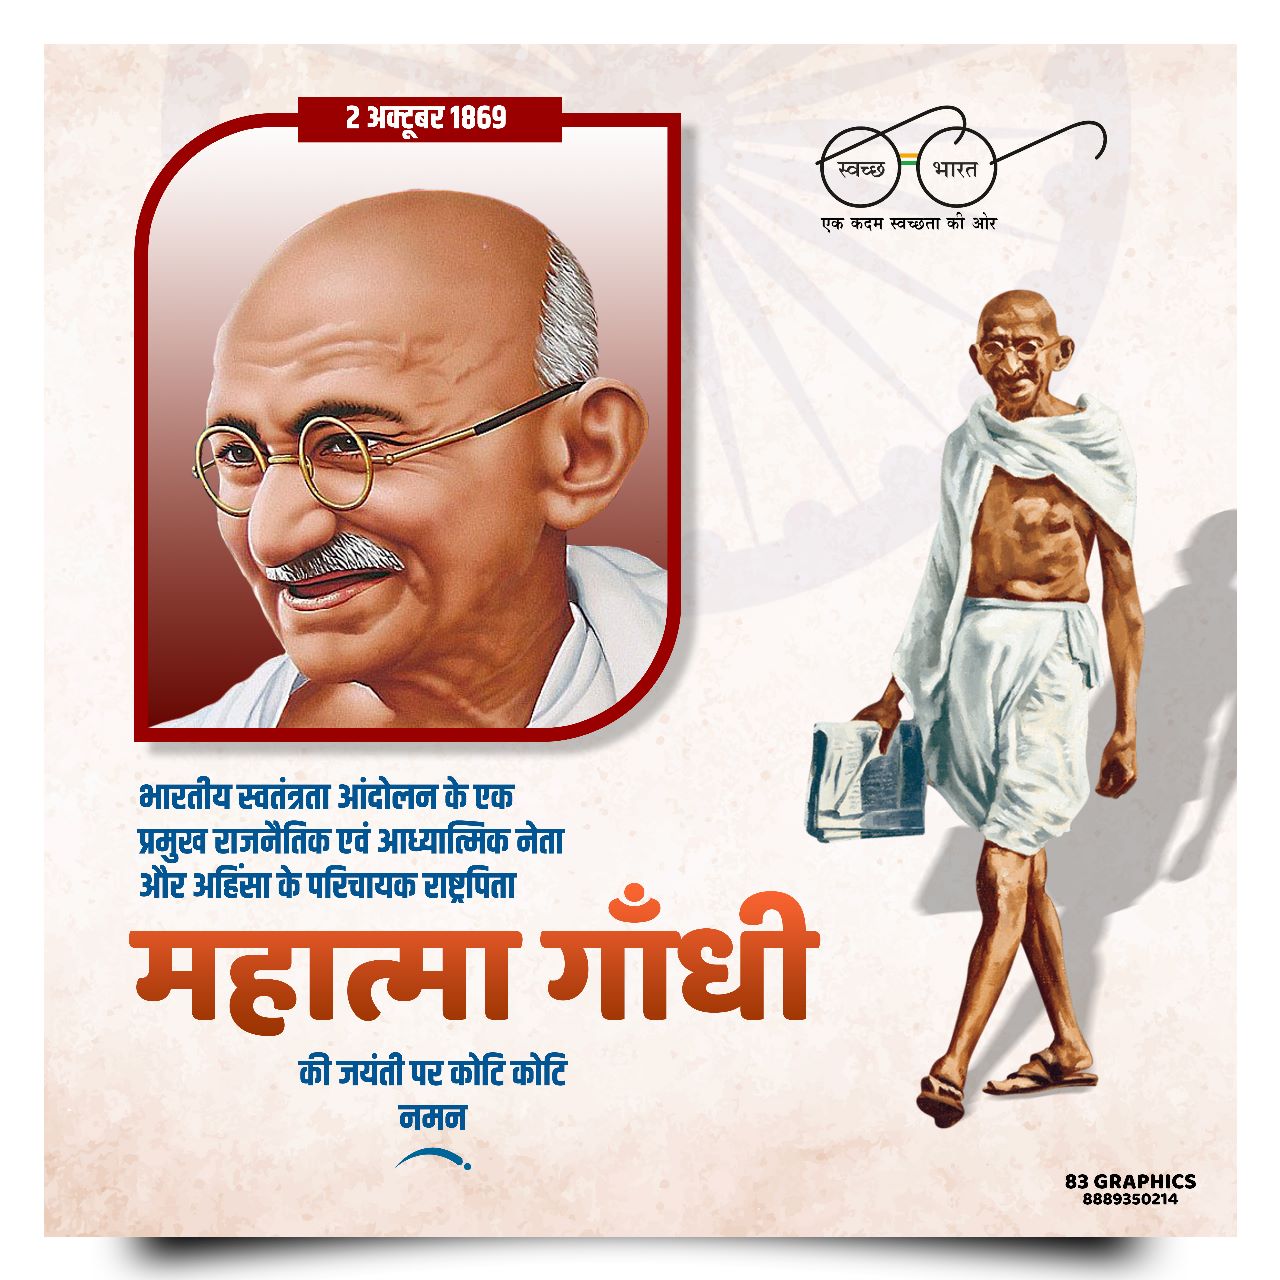 2 अक्टूबर 1869
स्वच्छ भारत
एक कदम स्वच्छता की ओर
भारतीय स्वतंत्रता आंदोलन के एक
प्रमुख राजनैतिक एवं आध्यात्मिक नेता
और अहिंसा के परिचायक राष्ट्रपिता
महात्मा गाँधी
की जयंती पर कोटि कोटि
नमन
83 GRAPHICS
8889350214